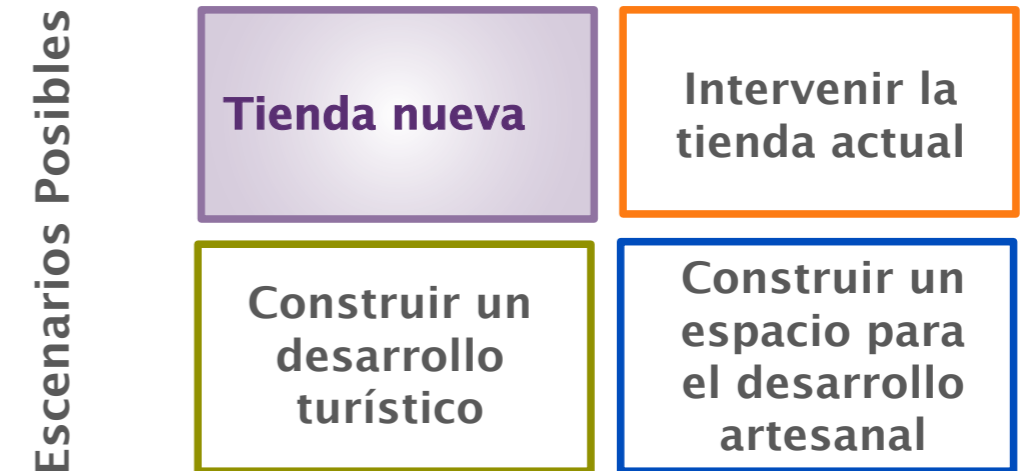 Escenarios Posibles
Tienda nueva
Intervenir la
tienda actual
Construir un
desarrollo
turístico
Construir un
espacio para
el desarrollo
artesanal